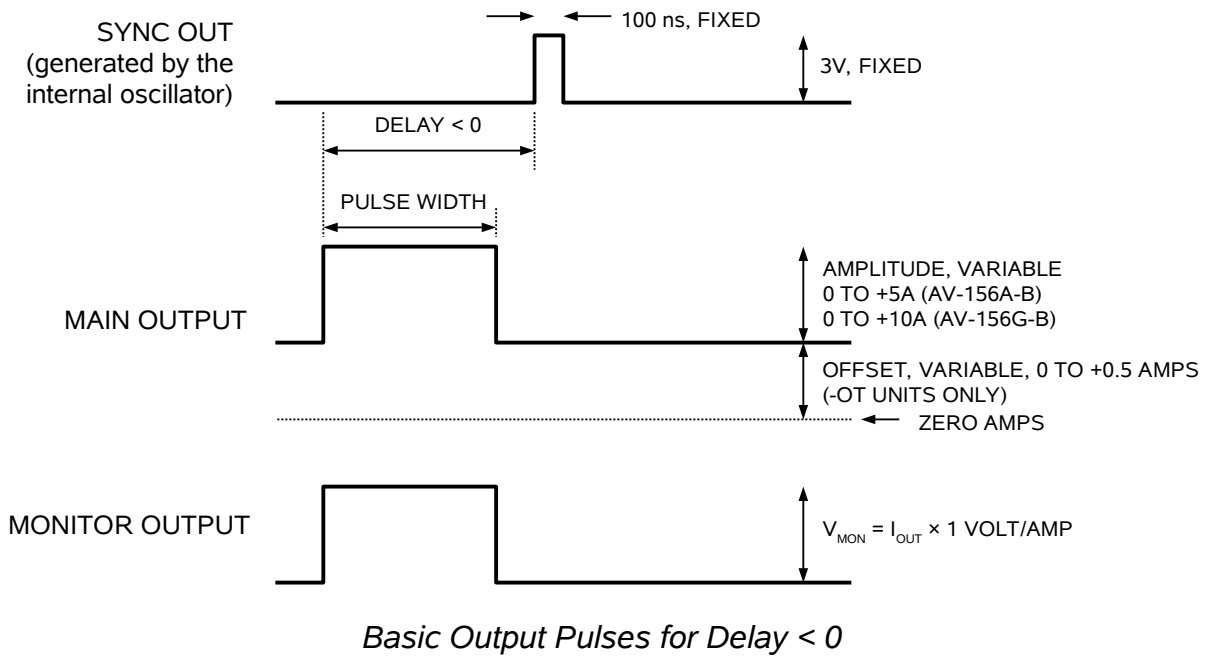 SYNC OUT
(generated by the
internal oscillator)
100 ns, FIXED
3V, FIXED
DELAY < 0
PULSE WIDTH
MAIN OUTPUT
AMPLITUDE, VARIABLE
0 TO +5A (AV-156A-B)
0 TO +10A (AV-156G-B)
OFFSET, VARIABLE, 0 TO +0.5 AMPS
(-OT UNITS ONLY)
ZERO AMPS
MONITOR OUTPUT
VMON = IOUT × 1 VOLT/AMP
Basic Output Pulses for Delay < 0